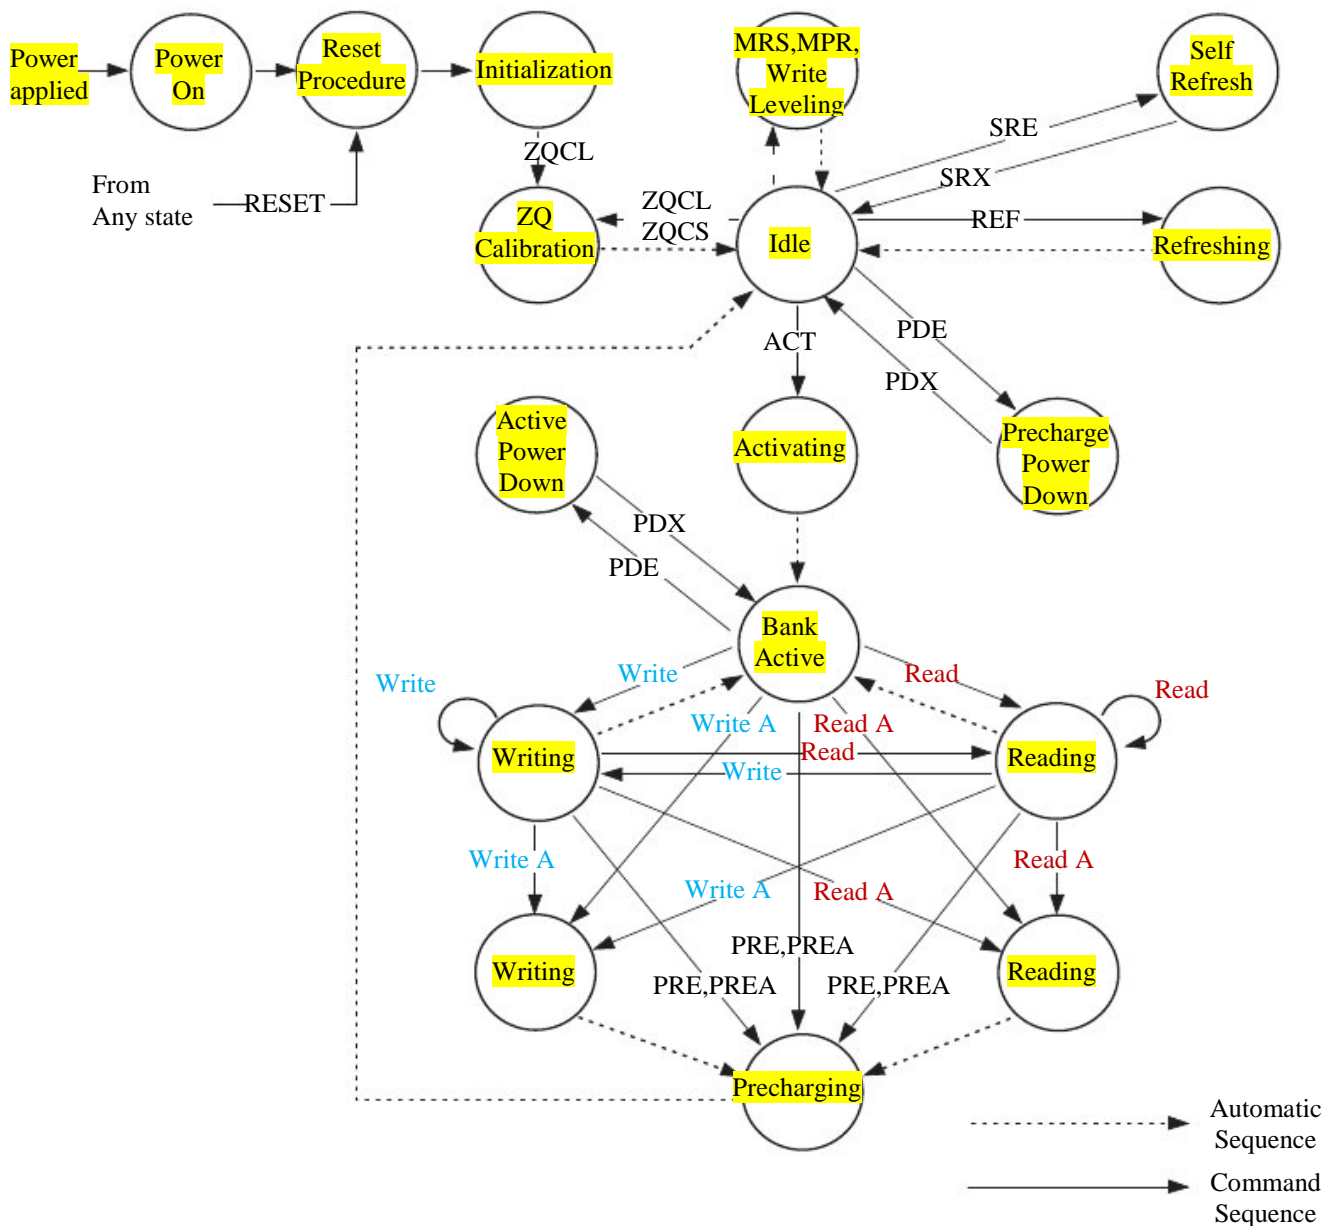 Power
applied
Power
On
Reset
Procedure
Initialization
MRS,MPR,
Write
Leveling
Self
Refresh
From
Any state
RESET
ZQCL
ZQ
Calibration
ZQCL
ZQCS
Idle
SRE
SRX
REF
Refreshing
ACT
PDE
PDX
Active
Power
Down
Activating
Precharge
Power
Down
PDX
PDE
Bank
Active
Write
Write
Read
Read
Write A
Read A
Writing
Read
Write
Reading
Write A
Read A
Write A
Read A
PRE,PREA
Writing
PRE,PREA
PRE,PREA
Reading
Precharging
Automatic
Sequence
Command
Sequence